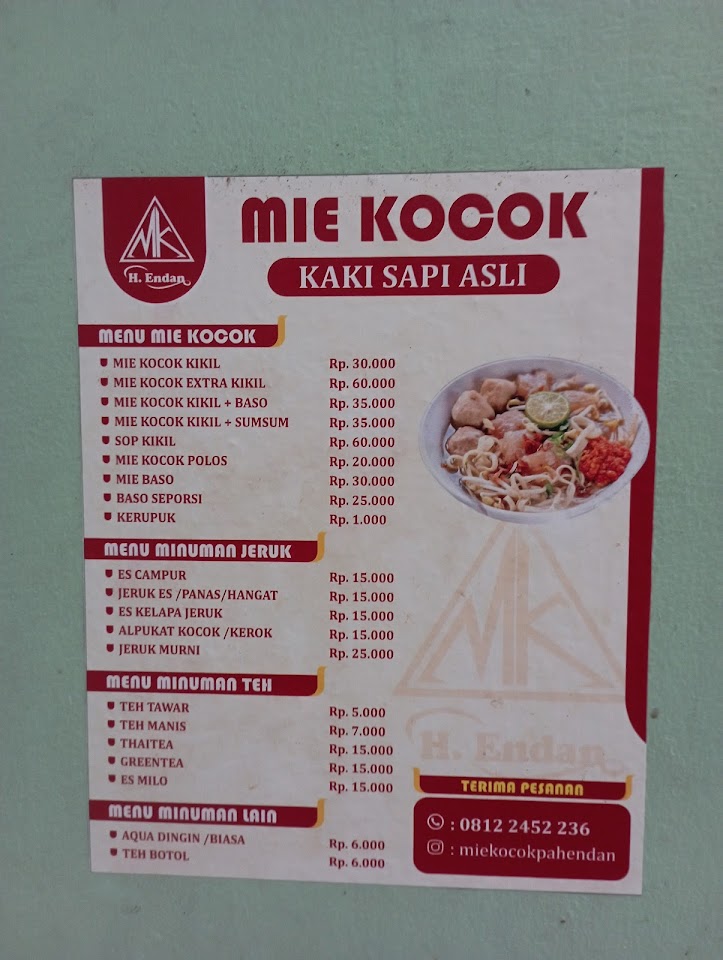 MK
H. Endan
MIE KOCOK
KAKI SAPI ASLI
MENU MIE KOCOK
MIE KOCOK KIKIL Rp. 30.000
MIE KOCOK EXTRA KIKIL Rp. 60.000
MIE KOCOK KIKIL + BASO Rp. 35.000
MIE KOCOK KIKIL + SUMSUM Rp. 35.000
SOP KIKIL Rp. 60.000
MIE KOCOK POLOS Rp. 20.000
MIE BASO Rp. 30.000
BASO SEPORSI Rp. 25.000
KERUPUK Rp. 1.000
MENU MINUMAN JERUK
ES CAMPUR Rp. 15.000
JERUK ES /PANAS/HANGAT Rp. 15.000
ES KELAPA JERUK Rp. 15.000
ALPUKAT KOCOK /KEROK Rp. 15.000
JERUK MURNI Rp. 25.000
MENU MINUMAN TEH
TEH TAWAR Rp. 5.000
TEH MANIS Rp. 7.000
THAITEA Rp. 15.000
GREENTEA Rp. 15.000
ES MILO Rp. 15.000
MENU MINUMAN LAIN
AQUA DINGIN /BIASA Rp. 6.000
TEH BOTOL Rp. 6.000
MK
H. Endan
TERIMA PESANAN
: 0812 2452 236
: miekocokpahendan